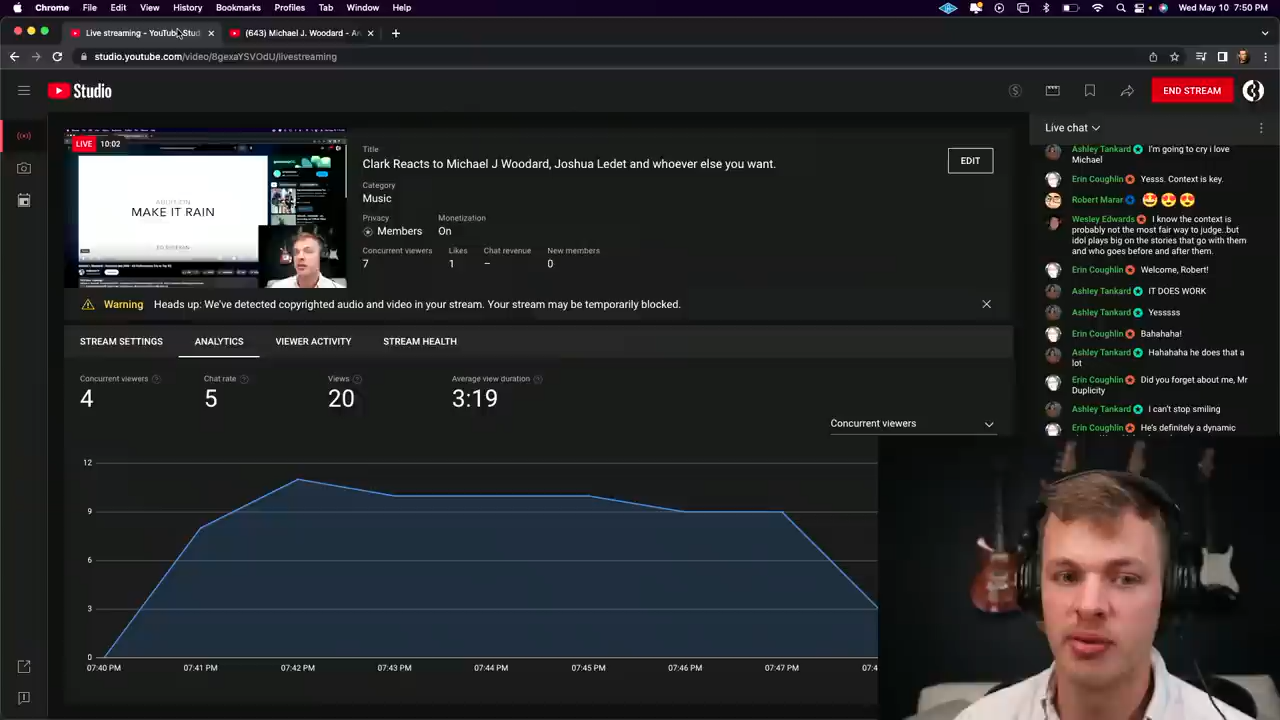 Chrome File Edit View History Bookmarks Profiles Tab Window Help
Wed May 10 7:50 PM
Live streaming - YouTube Stud
(643) Michael J. Woodard - A
studio.youtube.com/video/8gexaYSVOdU/livestreaming
Studio
END STREAM
LIVE 10:02
AUDITION
MAKE IT RAIN
ED SHEERAN
Title
Clark Reacts to Michael J Woodard, Joshua Ledet and whoever else you want.
EDIT
Category
Music
Privacy Monetization
Members On
Concurrent viewers Likes Chat revenue New members
7 1 – 0
Warning Heads up: We've detected copyrighted audio and video in your stream. Your stream may be temporarily blocked.
STREAM SETTINGS ANALYTICS VIEWER ACTIVITY EALTH
Concurrent viewers Chat rate Views Average view duration
4 5 20 3:19
Concurrent viewers
12
9
6
3
0
07:40 PM 07:41 PM 07:42 PM 07:43 PM 07:44 PM 07:45 PM 07:46 PM 07:47 PM 07:4
Live chat
Ashley Tankard I'm going to cry i love
Michael
Erin Coughlin Yesss. Context is key.
Robert Marar 🤩😍😍
Wesley Edwards I know the context is
probably not the most fair way to judge..but
idol plays big on the stories that go with them
and who goes before and after them.
Erin Coughlin Welcome, Robert!
Ashley Tankard IT DOES WORK
Ashley Tankard Yesssss
Erin Coughlin Bahahaha!
Ashley Tankard Hahahaha he does that a
lot
Erin Coughlin Did you forget about me, Mr
Duplicity
Ashley Tankard I can't stop smiling
Erin Coughlin He's definitely a dynamic